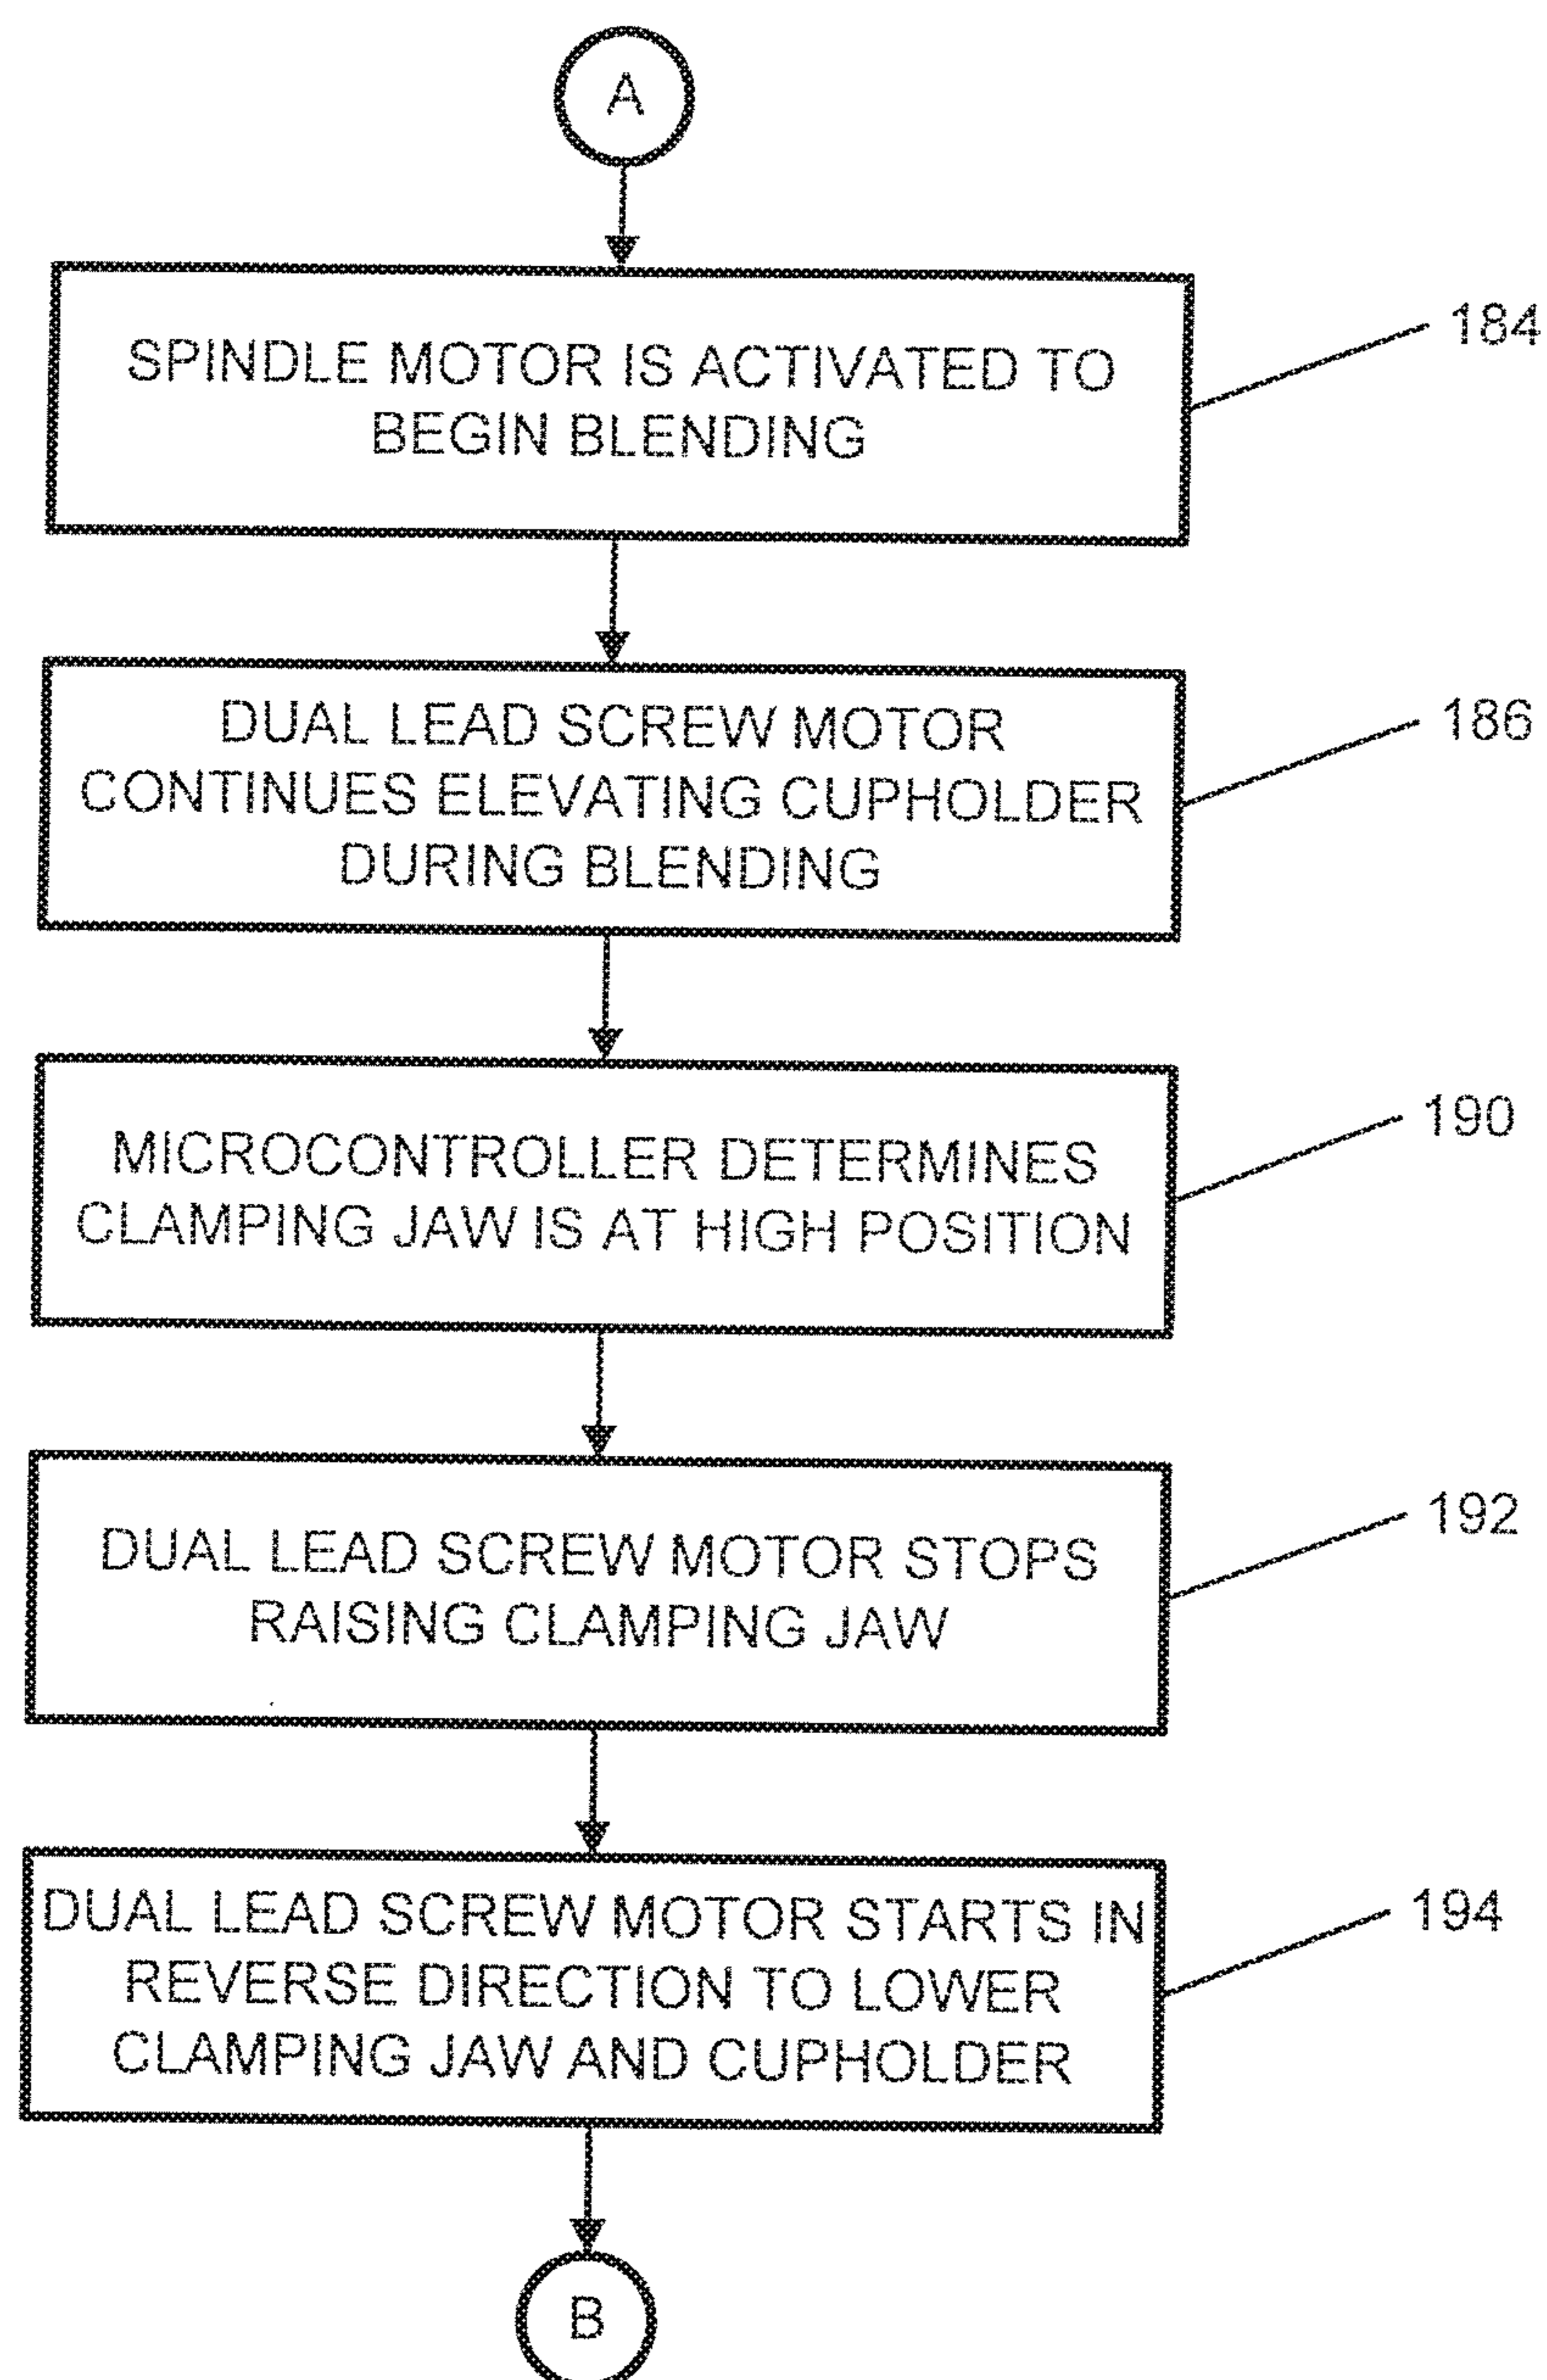 A
SPINDLE MOTOR IS ACTIVATED TO
BEGIN BLENDING
184
DUAL LEAD SCREW MOTOR
CONTINUES ELEVATING CUPHOLDER
DURING BLENDING
186
MICROCONTROLLER DETERMINES
CLAMPING JAW IS AT HIGH POSITION
190
DUAL LEAD SCREW MOTOR STOPS
RAISING CLAMPING JAW
192
DUAL LEAD SCREW MOTOR STARTS IN
REVERSE DIRECTION TO LOWER
CLAMPING JAW AND CUPHOLDER
194
B